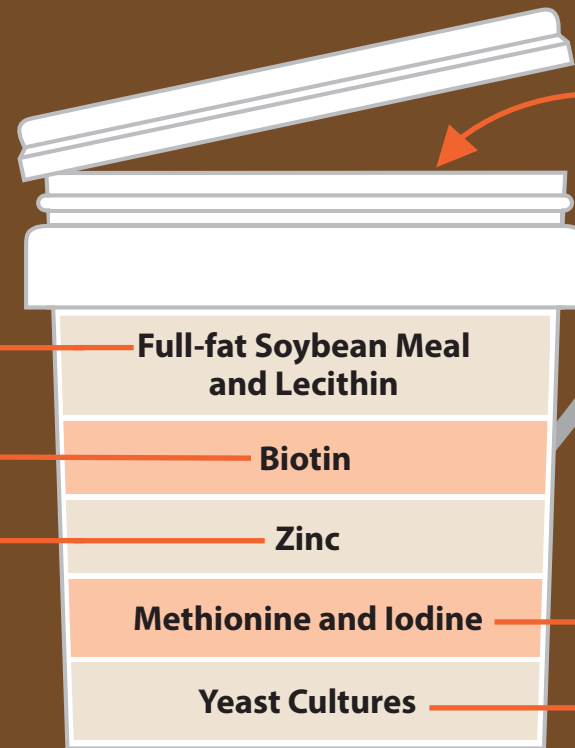 Full-fat Soybean Meal
and Lecithin
Biotin
Zinc
Methionine and Iodine
Yeast Cultures